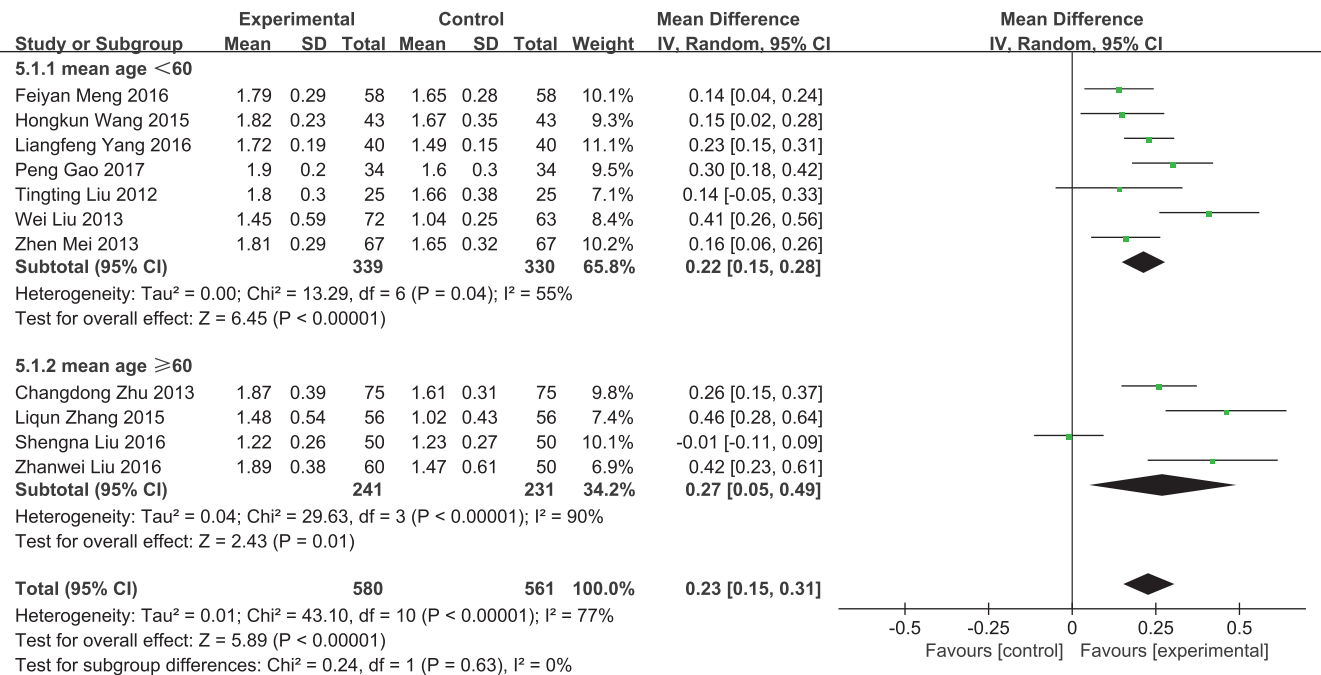 Experimental Control Mean Difference Mean Difference
Study or Subgroup Mean SD Total Mean SD Total Weight IV, Random, 95% CI IV, Random, 95% CI
5.1.1 mean age <60
Feiyan Meng 2016 1.79 0.29 58 1.65 0.28 58 10.1% 0.14 [0.04, 0.24]
Hongkun Wang 2015 1.82 0.23 43 1.67 0.35 43 9.3% 0.15 [0.02, 0.28]
Liangfeng Yang 2016 1.72 0.19 40 1.49 0.15 40 11.1% 0.23 [0.15, 0.31]
Peng Gao 2017 1.9 0.2 34 1.6 0.3 34 9.5% 0.30 [0.18, 0.42]
Tingting Liu 2012 1.8 0.3 25 1.66 0.38 25 7.1% 0.14 [-0.05, 0.33]
Wei Liu 2013 1.45 0.59 72 1.04 0.25 63 8.4% 0.41 [0.26, 0.56]
Zhen Mei 2013 1.81 0.29 67 1.65 0.32 67 10.2% 0.16 [0.06, 0.26]
Subtotal (95% CI) 339 330 65.8% 0.22 [0.15, 0.28]
Heterogeneity: Tau² = 0.00; Chi² = 13.29, df = 6 (P = 0.04); I² = 55%
Test for overall effect: Z = 6.45 (P < 0.00001)
5.1.2 mean age ≥60
Changdong Zhu 2013 1.87 0.39 75 1.61 0.31 75 9.8% 0.26 [0.15, 0.37]
Liqun Zhang 2015 1.48 0.54 56 1.02 0.43 56 7.4% 0.46 [0.28, 0.64]
Shengna Liu 2016 1.22 0.26 50 1.23 0.27 50 10.1% -0.01 [-0.11, 0.09]
Zhanwei Liu 2016 1.89 0.38 60 1.47 0.61 50 6.9% 0.42 [0.23, 0.61]
Subtotal (95% CI) 241 231 34.2% 0.27 [0.05, 0.49]
Heterogeneity: Tau² = 0.04; Chi² = 29.63, df = 3 (P < 0.00001); I² = 90%
Test for overall effect: Z = 2.43 (P = 0.01)
Total (95% CI) 580 561 100.0% 0.23 [0.15, 0.31]
Heterogeneity: Tau² = 0.01; Chi² = 43.10, df = 10 (P < 0.00001); I² = 77%
Test for overall effect: Z = 5.89 (P < 0.00001)
Test for subgroup differences: Chi² = 0.24, df = 1 (P = 0.63), I² = 0%
-0.5 -0.25 0 0.25 0.5
Favours [control] Favours [experimental]